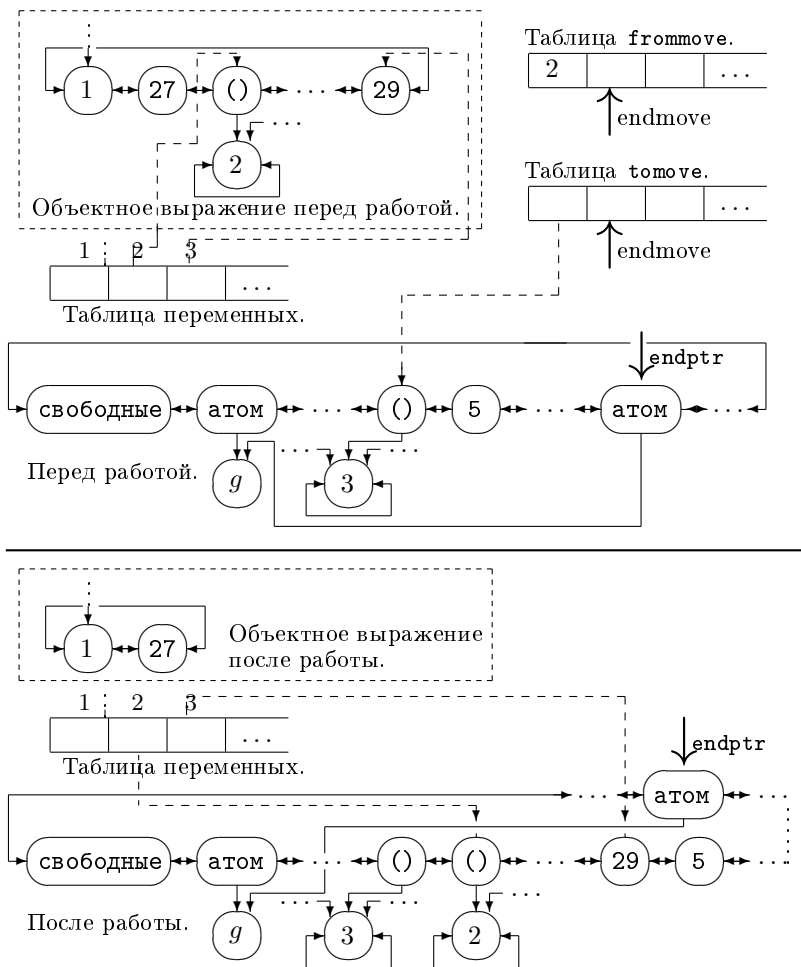 Таблица frommove.
1 27 () ... 29
2 ...
endmove
...
2
Таблица tomove.
...
Объектное выражение перед работой.
endmove
1 2 3
...
Таблица переменных.
endptr
свободные атом ... () 5 ... атом ...
... ...
Перед работой.
g 3
1 27
Объектное выражение
после работы.
1 2 3
...
endptr
Таблица переменных.
... атом ...
свободные атом ... () () ... 29 5 ...
... ... ...
После работы.
g 3 2